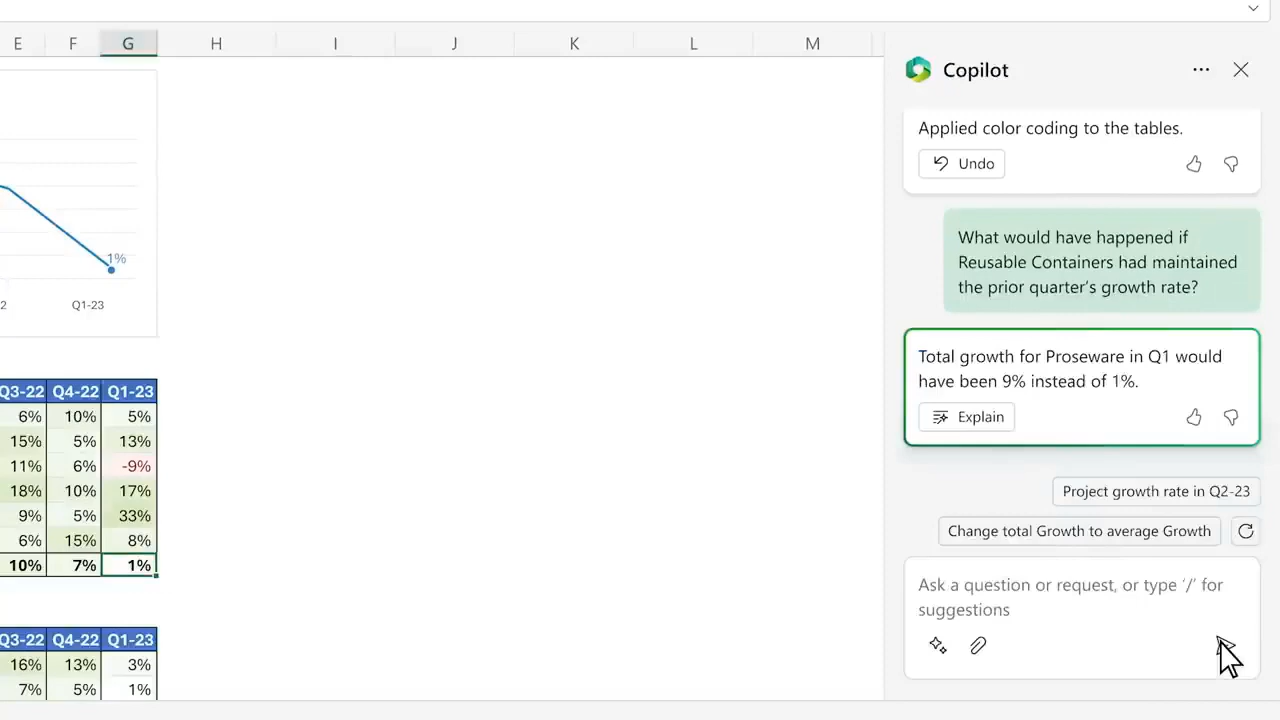 E F G H I J K L M
1%
2 Q1-23
Q3-22 Q4-22 Q1-23
6% 10% 5%
15% 5% 13%
11% 6% -9%
18% 10% 17%
9% 5% 33%
6% 15% 8%
10% 7% 1%
Q3-22 Q4-22 Q1-23
16% 13% 3%
7% 5% 1%
Copilot
Applied color coding to the tables.
Undo
What would have happened if
Reusable Containers had maintained
the prior quarter's growth rate?
Total growth for Proseware in Q1 would
have been 9% instead of 1%.
Explain
Project growth rate in Q2-23
Change total Growth to average Growth
Ask a question or request, or type '/' for
suggestions